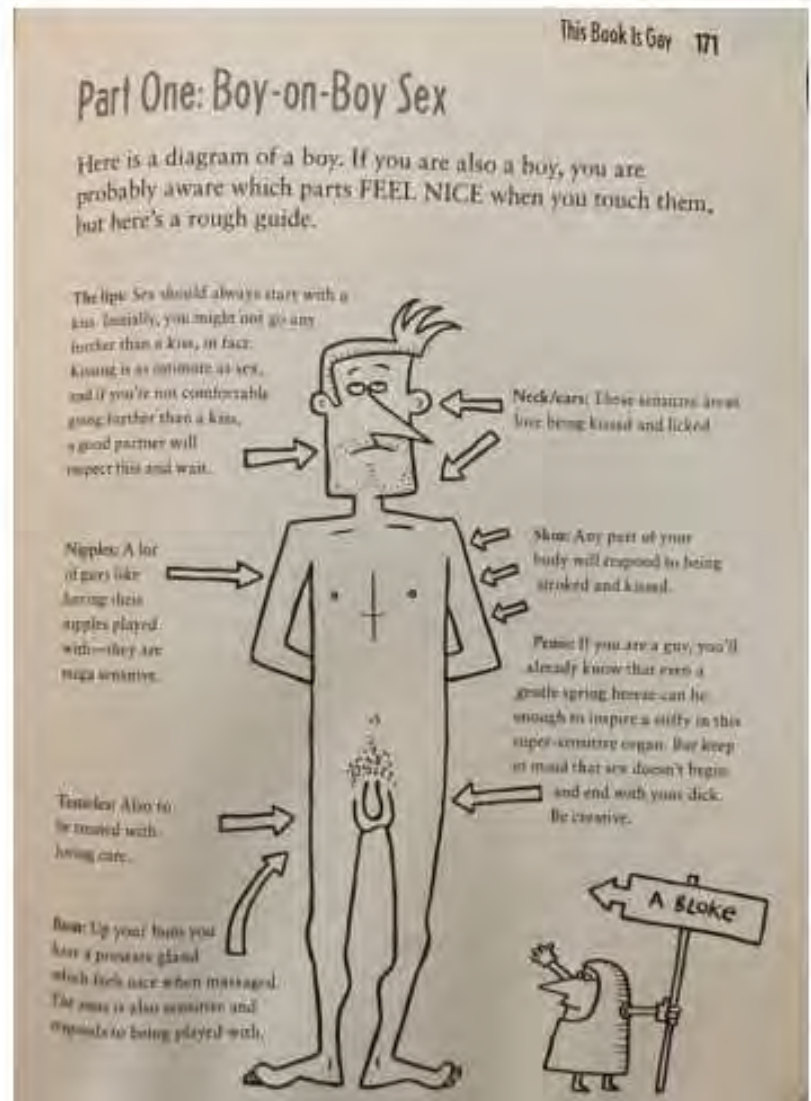 This Book Is Gay 171
Part One: Boy-on-Boy Sex
Here is a diagram of a boy. If you are also a boy, you are
probably aware which parts FEEL NICE when you touch them,
but here's a rough guide.
The lips: Sex should always start with a
kiss. Initially, you might not go any
further than a kiss, in fact.
Kissing is as intimate as sex,
and if you're not comfortable
going further than a kiss,
a good partner will
respect this and wait.
Neck/ears: These sensitive areas
love being kissed and licked.
Nipples: A lot
of guys like
having their
nipples played
with—they are
mega sensitive.
Skin: Any part of your
body will respond to being
stroked and kissed.
Penis: If you are a guy, you'll
already know that even a
gentle spring breeze can be
enough to inspire a stiffy in this
super-sensitive organ. But keep
in mind that sex doesn't begin
and end with your dick.
Be creative.
Testicles: Also to
be treated with
loving care.
Bum: Up your bum you
have a prostate gland
which feels nice when massaged.
The anus is also sensitive and
responds to being played with.
A BLOKE